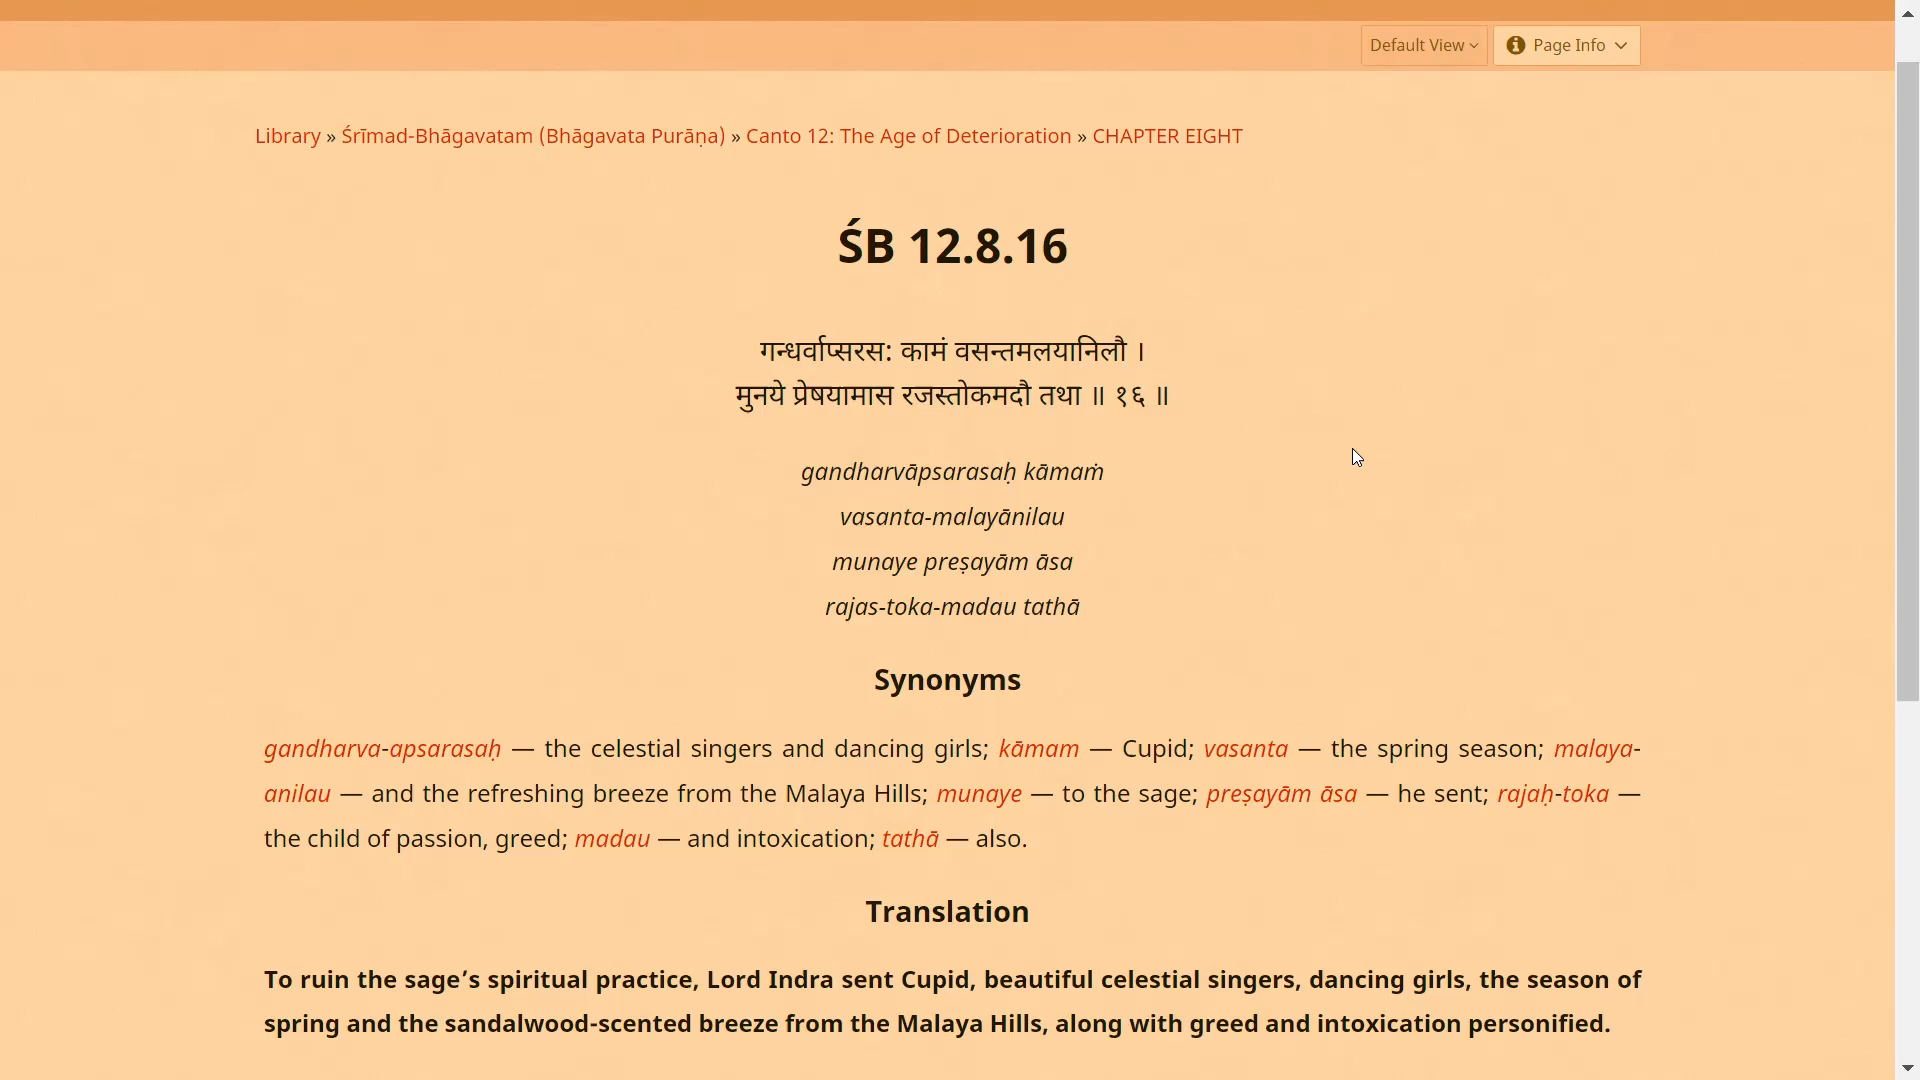 Default View
Page Info
Library » Śrīmad-Bhāgavatam (Bhāgavata Purāṇa) » Canto 12: The Age of Deterioration » CHAPTER EIGHT
ŚB 12.8.16
गन्धर्वाप्सरस: कामं वसन्तमलयानिलौ ।
मुनये प्रेषयामास रजस्तोकमदौ तथा ॥ १६ ॥
gandharvāpsarasaḥ kāmaṁ
vasanta-malayānilau
munaye preṣayām āsa
rajas-toka-madau tathā
Synonyms
gandharva-apsarasaḥ — the celestial singers and dancing girls; kāmam — Cupid; vasanta — the spring season; malaya-
anilau — and the refreshing breeze from the Malaya Hills; munaye — to the sage; preṣayām āsa — he sent; rajaḥ-toka —
the child of passion, greed; madau — and intoxication; tathā — also.
Translation
To ruin the sage’s spiritual practice, Lord Indra sent Cupid, beautiful celestial singers, dancing girls, the season of
spring and the sandalwood-scented breeze from the Malaya Hills, along with greed and intoxication personified.